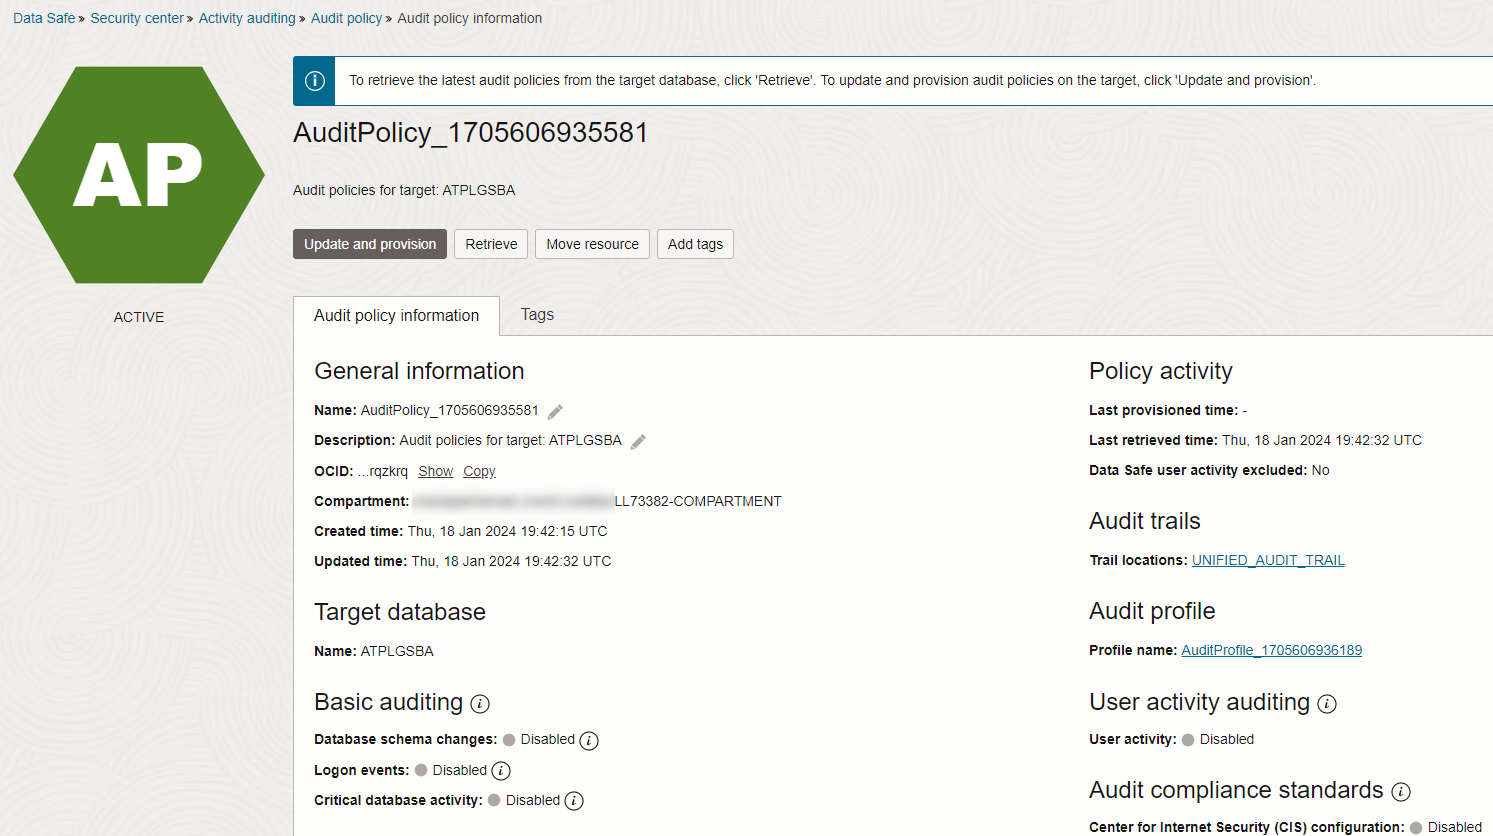 Data Safe » Security center » Activity auditing » Audit policy » Audit policy information
AP
ACTIVE
To retrieve the latest audit policies from the target database, click 'Retrieve'. To update and provision audit policies on the target, click 'Update and provision'.
AuditPolicy_1705606935581
Audit policies for target: ATPLGSBA
Update and provision Retrieve Move resource Add tags
Audit policy information Tags
General information
Name: AuditPolicy_1705606935581
Description: Audit policies for target: ATPLGSBA
OCID: ...rqzkrq Show Copy
Compartment: LL73382-COMPARTMENT
Created time: Thu, 18 Jan 2024 19:42:15 UTC
Updated time: Thu, 18 Jan 2024 19:42:32 UTC
Target database
Name: ATPLGSBA
Basic auditing
Database schema changes: Disabled
Logon events: Disabled
Critical database activity: Disabled
Policy activity
Last provisioned time: -
Last retrieved time: Thu, 18 Jan 2024 19:42:32 UTC
Data Safe user activity excluded: No
Audit trails
Trail locations: UNIFIED_AUDIT_TRAIL
Audit profile
Profile name: AuditProfile_1705606936189
User activity auditing
User activity: Disabled
Audit compliance standards
Center for Internet Security (CIS) configuration: Disabled